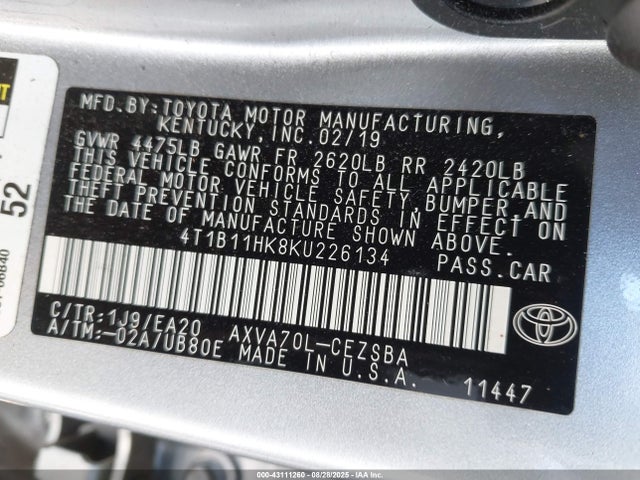 MFD.BY:TOYOTA MOTOR MANUFACTURING,
KENTUCKY,INC.02/19
GVWR 4475LB GAWR FR 2620LB RR 2420LB
THIS VEHICLE CONFORMS TO ALL APPLICABLE
FEDERAL MOTOR VEHICLE SAFETY,BUMPER,AND
THEFT PREVENTION STANDARDS IN EFFECT ON
THE DATE OF MANUFACTURE SHOWN ABOVE.
4T1B11HK8KU226134 PASS.CAR
C/TR:1J9/EA20 AXVA70L-CEZSBA
A/TM:-02A/UB80E MADE IN U.S.A.
11447
52
06840
000-43111260 - 08/28/2025 - IAA Inc.